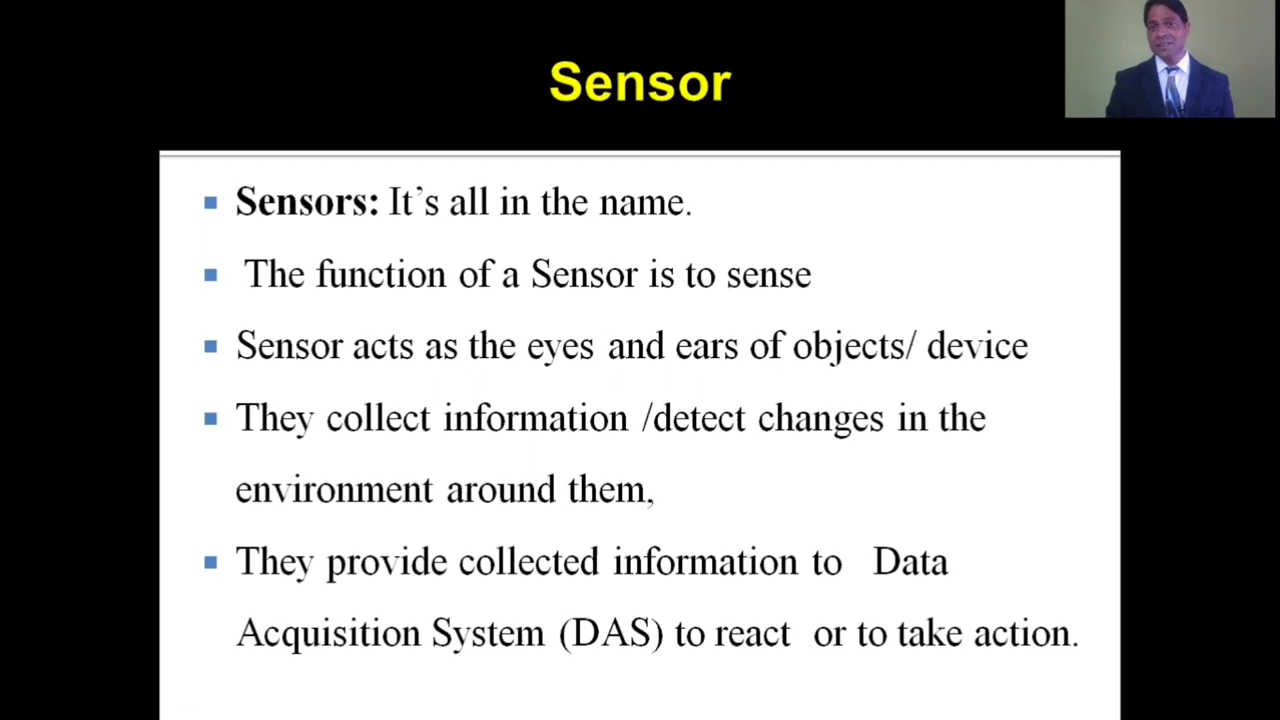 Sensor
Sensors: It's all in the name.
The function of a Sensor is to sense
Sensor acts as the eyes and ears of objects/ device
They collect information /detect changes in the
environment around them,
They provide collected information to Data
Acquisition System (DAS) to react or to take action.